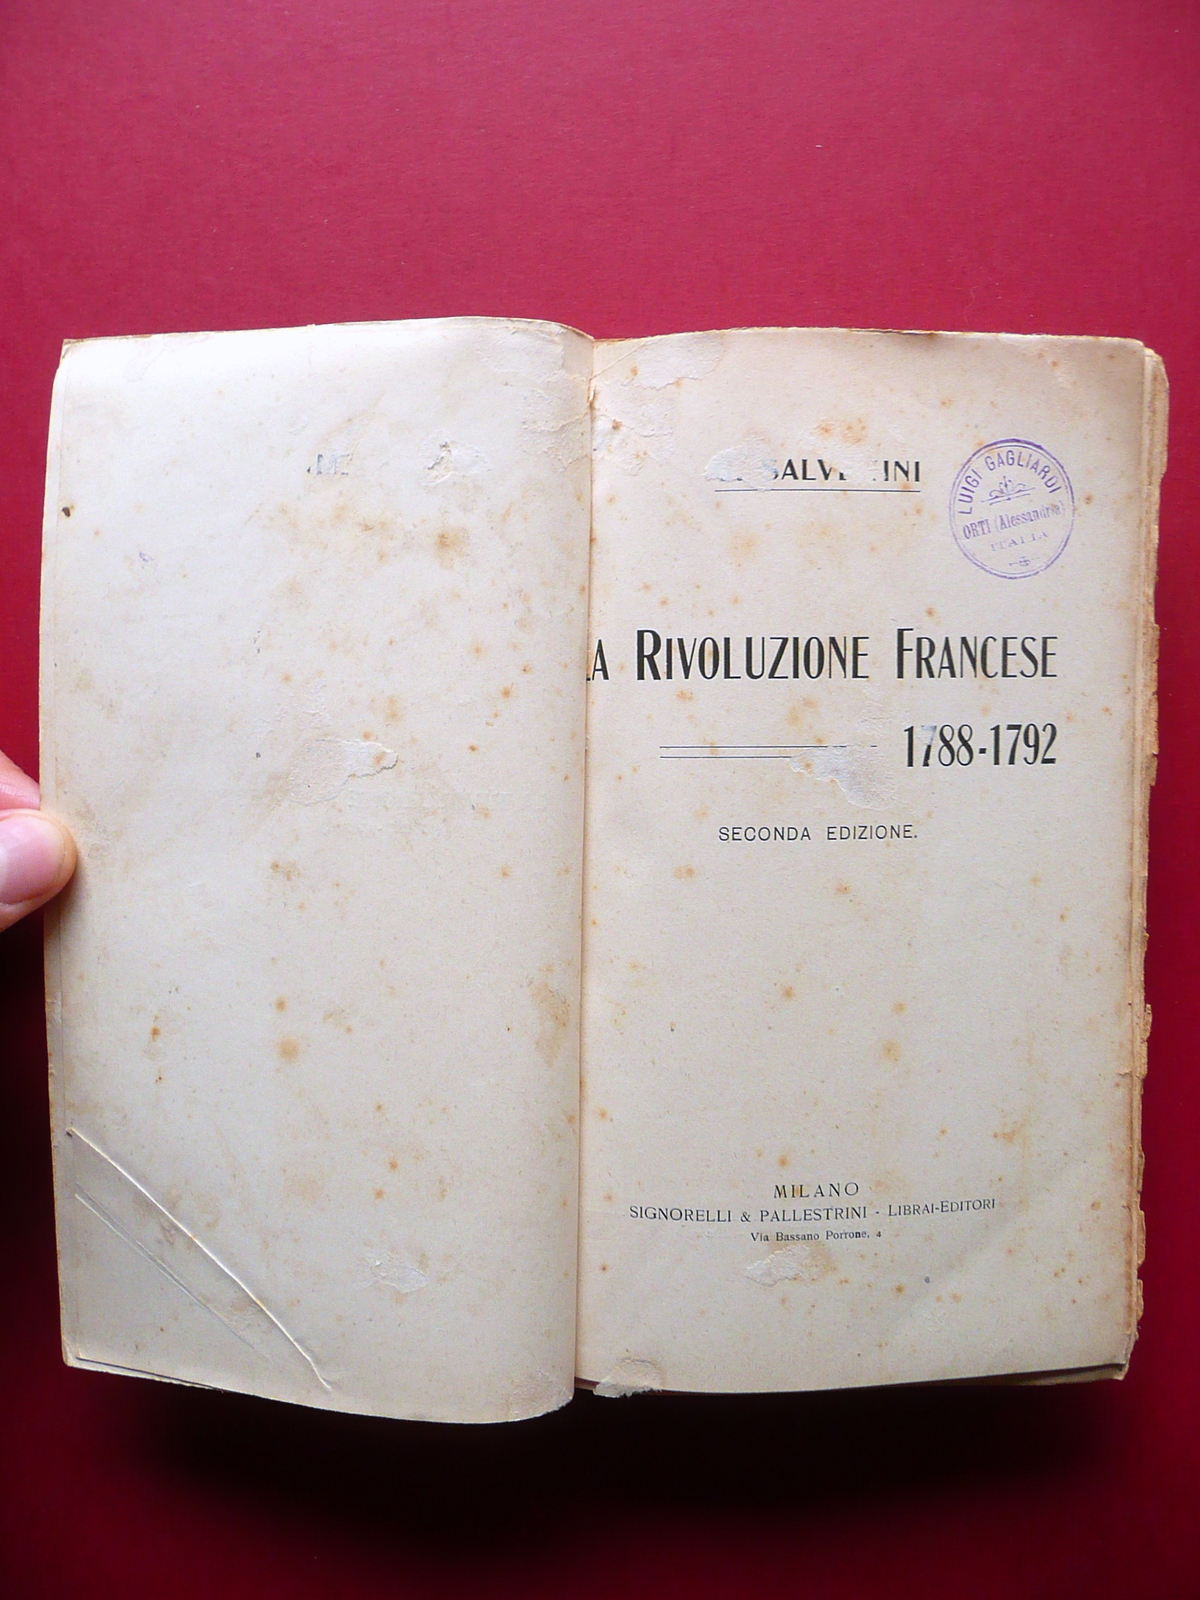 LUIGI GAGLIARDI
ORTI (Alessandria)
ITALIA
LA RIVOLUZIONE FRANCESE
1788-1792
SECONDA EDIZIONE.
MILANO
SIGNORELLI & PALLESTRINI - LIBRAI-EDITORI
Via Bassano Porrone, 4